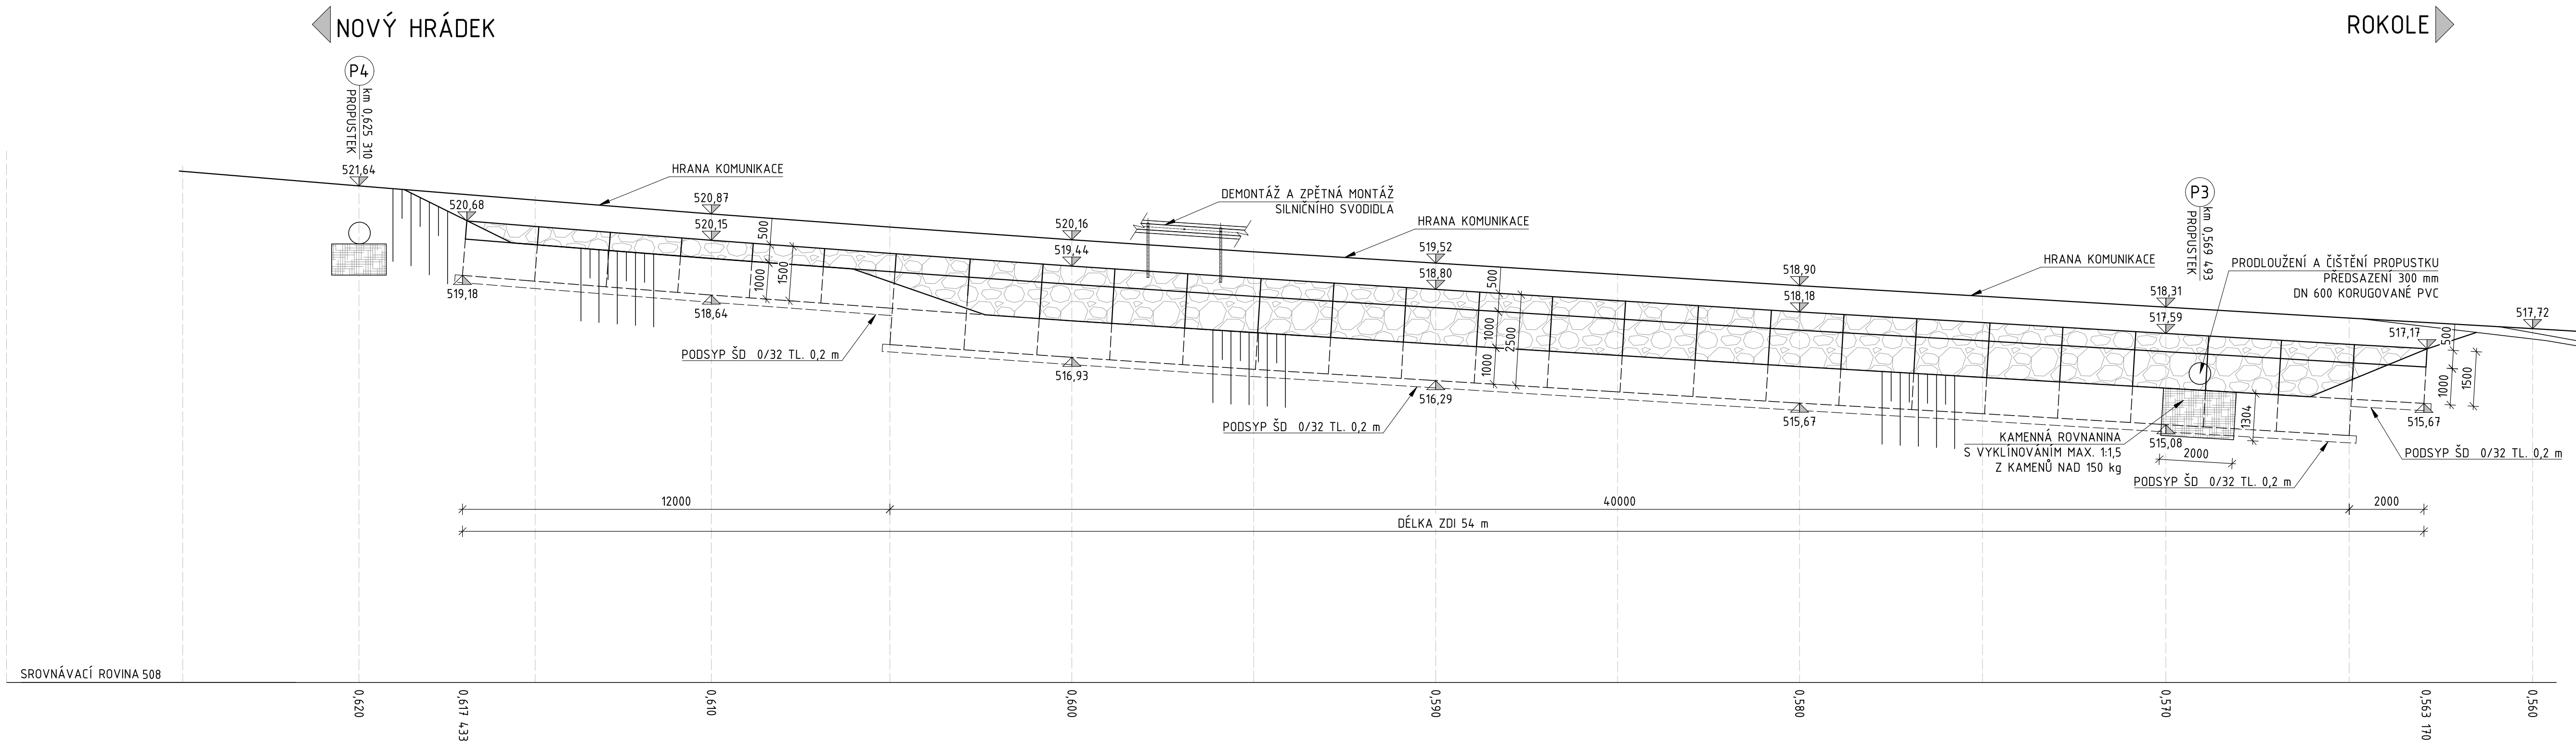 NOVÝ HRÁDEK
ROKOLE
P4
km 0,625 310
PROPUSTEK
521,64
HRANA KOMUNIKACE
520,68
520,87
520,15
500
1000
1500
519,18
518,64
PODSYP ŠD 0/32 TL. 0,2 m
DEMONTÁŽ A ZPĚTNÁ MONTÁŽ
SILNIČNÍHO SVODIDLA
520,16
519,44
516,93
HRANA KOMUNIKACE
519,52
518,80
500
1000
1000
2500
516,29
PODSYP ŠD 0/32 TL. 0,2 m
518,90
518,18
515,67
HRANA KOMUNIKACE
P3
km 0,569 493
PROPUSTEK
PRODLOUŽENÍ A ČIŠTĚNÍ PROPUSTKU
PŘEDSAZENÍ 300 mm
DN 600 KORUGOVANÉ PVC
518,31
517,59
515,08
KAMENNÁ ROVNANINA
S VYKLÍNOVÁNÍM MAX. 1:1,5
Z KAMENŮ NAD 150 kg
2000
1304
PODSYP ŠD 0/32 TL. 0,2 m
517,17
517,72
500
1000
1500
515,67
PODSYP ŠD 0/32 TL. 0,2 m
12000
40000
2000
DÉLKA ZDI 54 m
SROVNÁVACÍ ROVINA 508
0,620
0,617 433
0,610
0,600
0,590
0,580
0,570
0,563 170
0,560